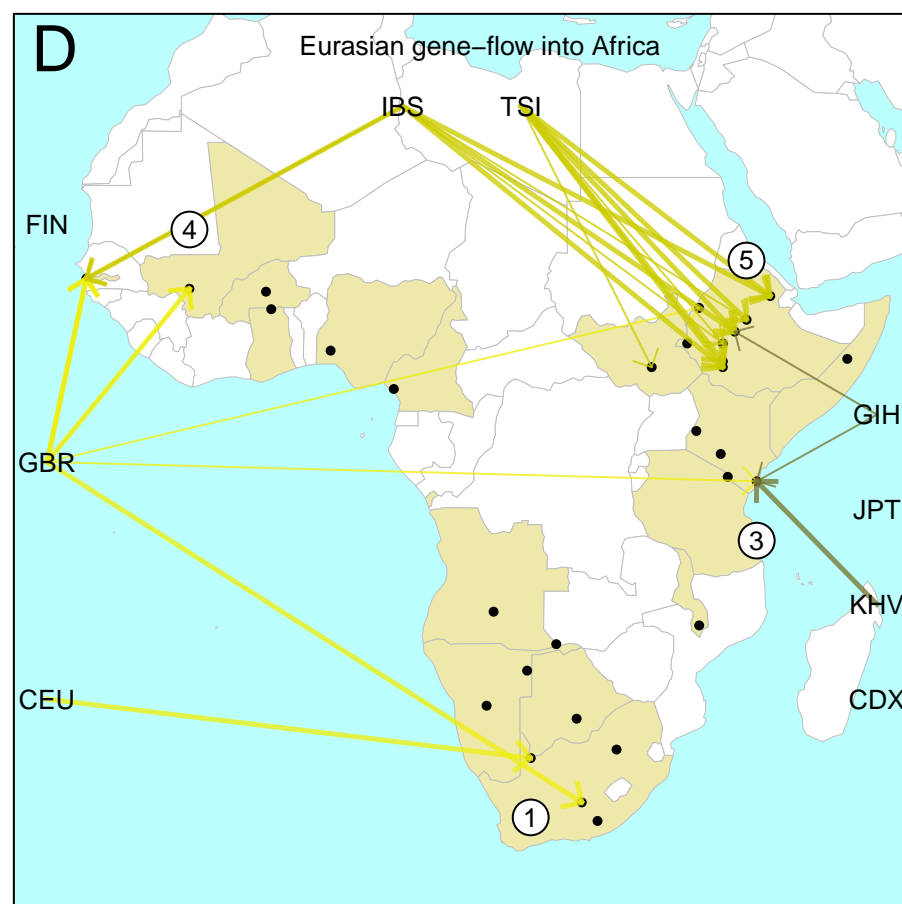 D
Eurasian gene−flow into Africa
IBS
TSI
FIN
4
5
GIH
GBR
JPT
3
KHV
CEU
CDX
1